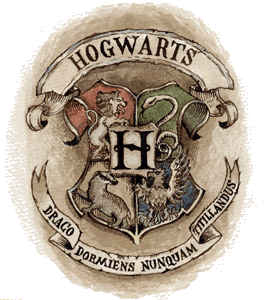 HOGWARTS
H
DRACO DORMIENS NUNQUAM TITILLANDUS